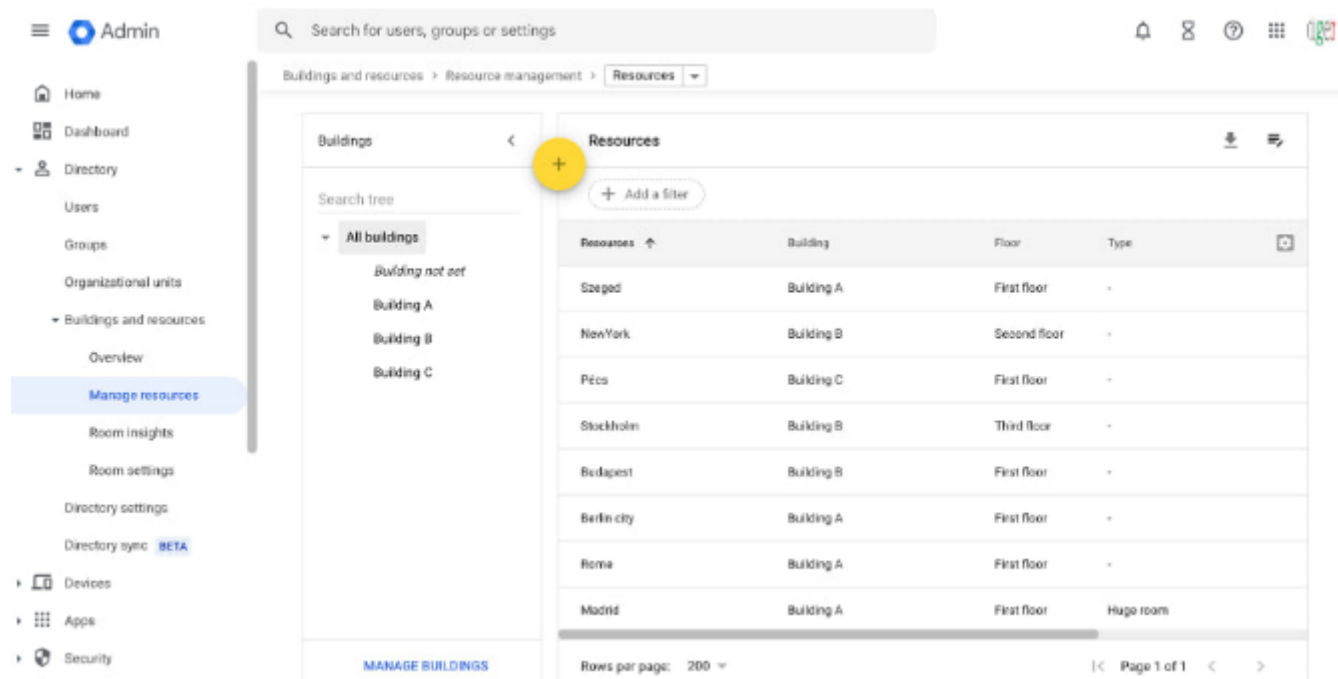 Admin
Search for users, groups or settings
Buildings and resources > Resource management > Resources
Home
Dashboard
Directory
Users
Groups
Organizational units
Buildings and resources
Overview
Manage resources
Room insights
Room settings
Directory settings
Directory sync BETA
Devices
Apps
Security
Buildings
Search tree
All buildings
Building not set
Building A
Building B
Building C
MANAGE BUILDINGS
Resources
+ Add a filter
Resources Building Floor Type
Szeged Building A First floor -
NewYork Building B Second floor -
Pécs Building C First floor -
Stockholm Building B Third floor -
Budapest Building B First floor -
Berlin city Building A First floor -
Rome Building A First floor -
Madrid Building A First floor Huge room
Rows per page: 200 Page 1 of 1